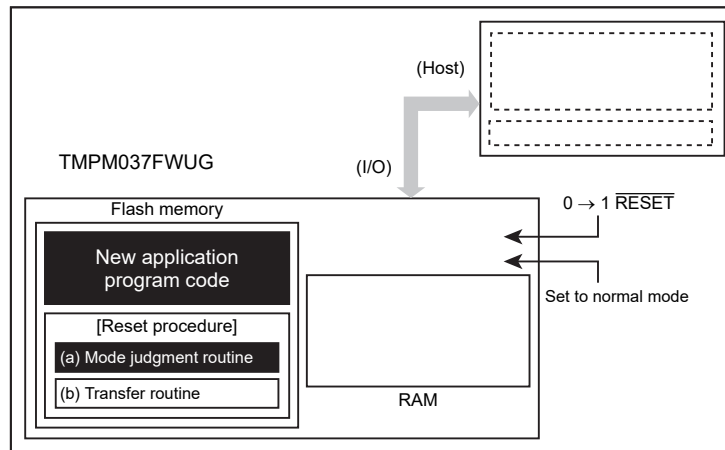 (Host)
TMPM037FWUG
(I/O)
0 → 1 RESET
Flash memory
New application
program code
Set to normal mode
[Reset procedure]
(a) Mode judgment routine
(b) Transfer routine
RAM